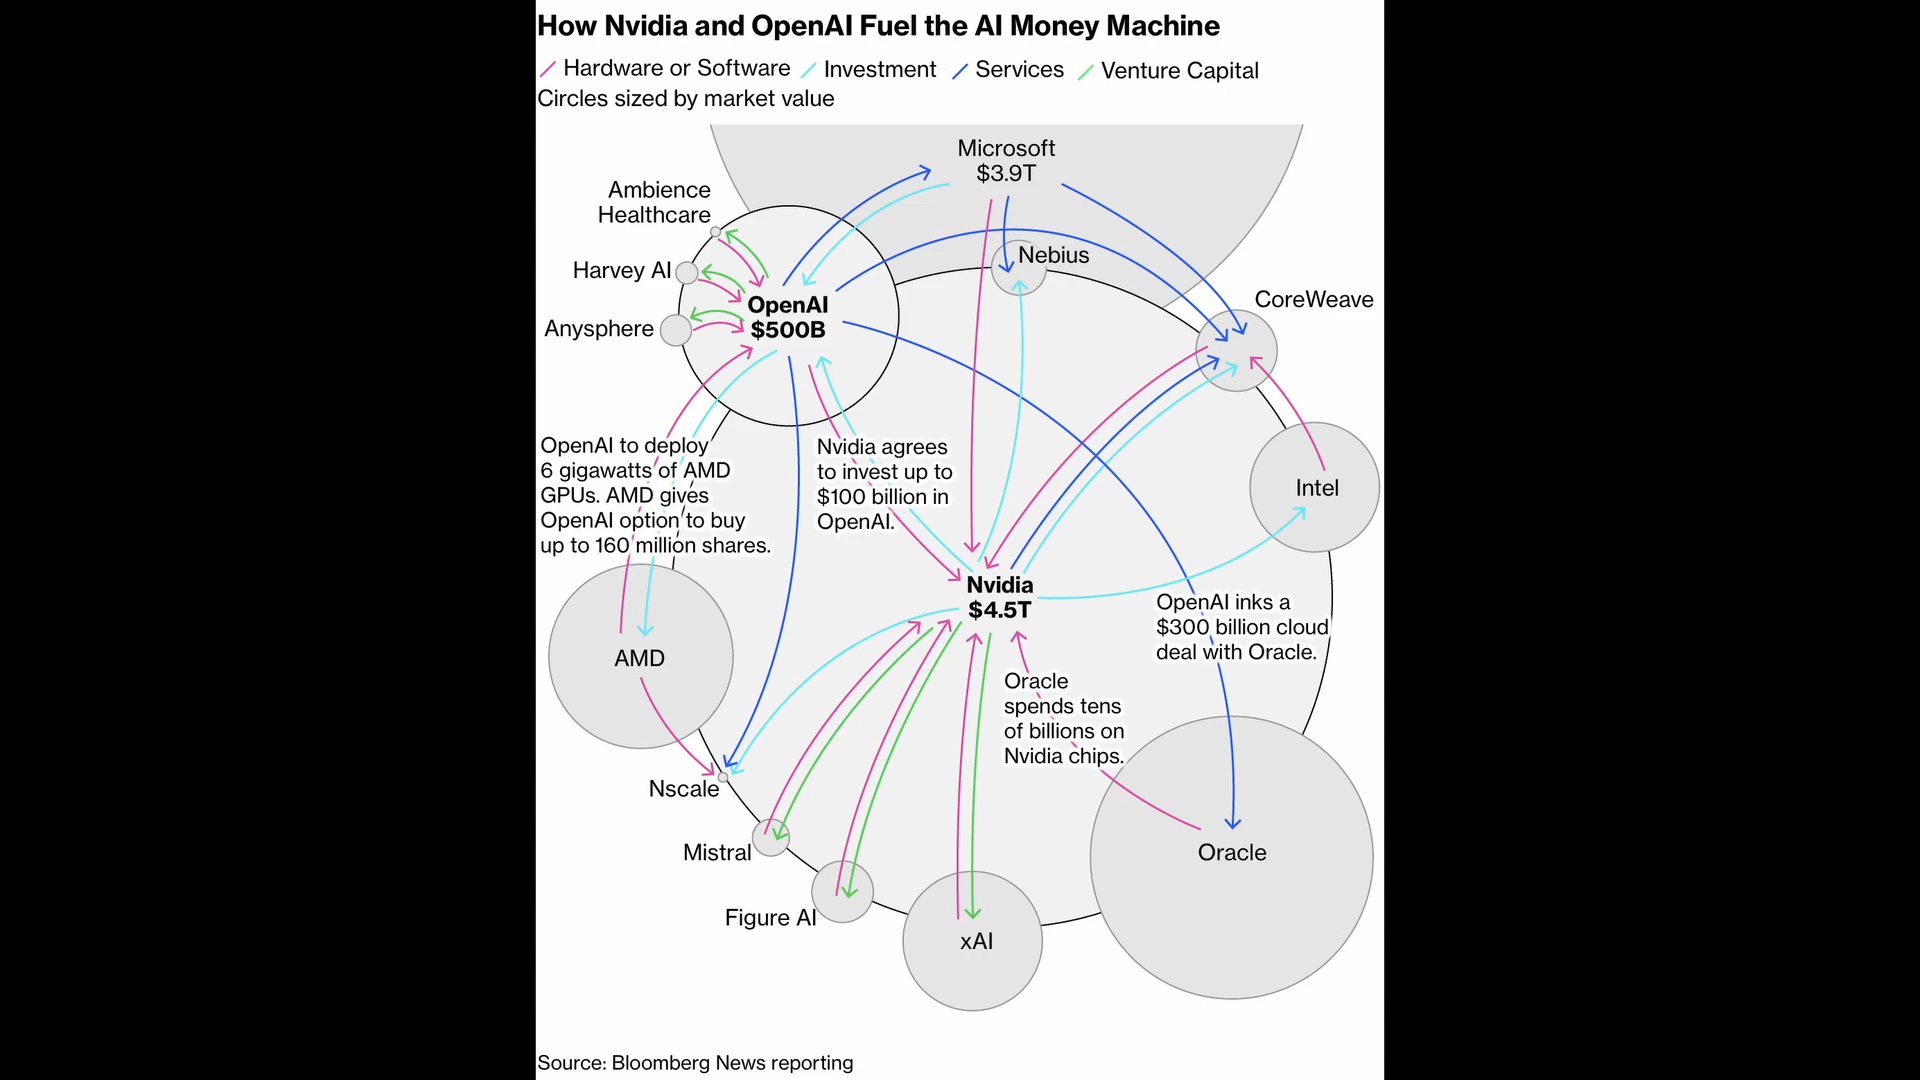 How Nvidia and OpenAI Fuel the AI Money Machine
Hardware or Software Investment Services Venture Capital
Circles sized by market value
Microsoft
$3.9T
Ambience
Healthcare
Harvey AI
Anysphere
OpenAI
$500B
Nebius
CoreWeave
OpenAI to deploy
6 gigawatts of AMD
GPUs. AMD gives
OpenAI option to buy
up to 160 million shares.
Nvidia agrees
to invest up to
$100 billion in
OpenAI.
Intel
Nvidia
$4.5T
OpenAI inks a
$300 billion cloud
deal with Oracle.
AMD
Oracle
spends tens
of billions on
Nvidia chips.
Nscale
Mistral
Figure AI
xAI
Oracle
Source: Bloomberg News reporting